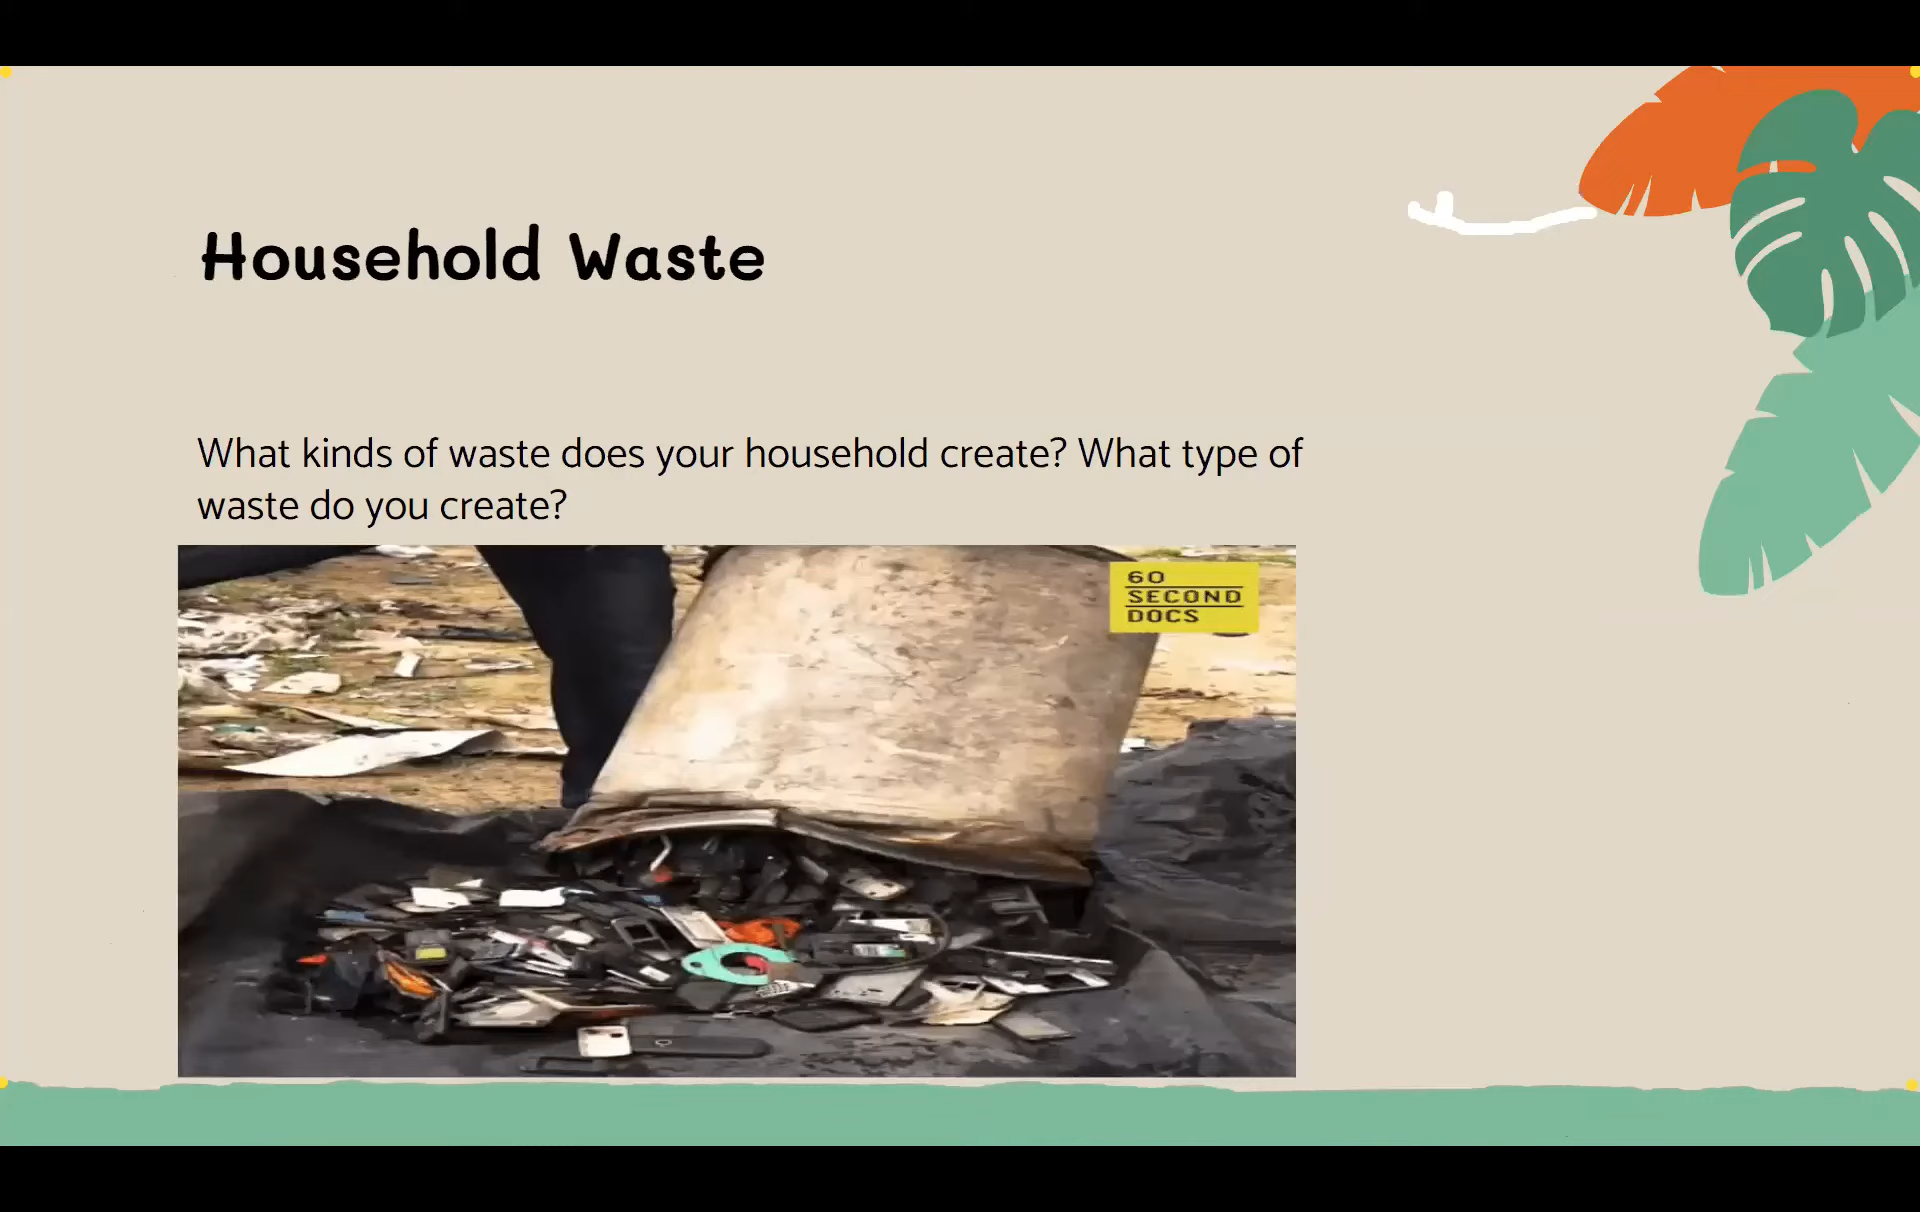 Household Waste
What kinds of waste does your household create? What type of
waste do you create?
60
SECOND
DOCS